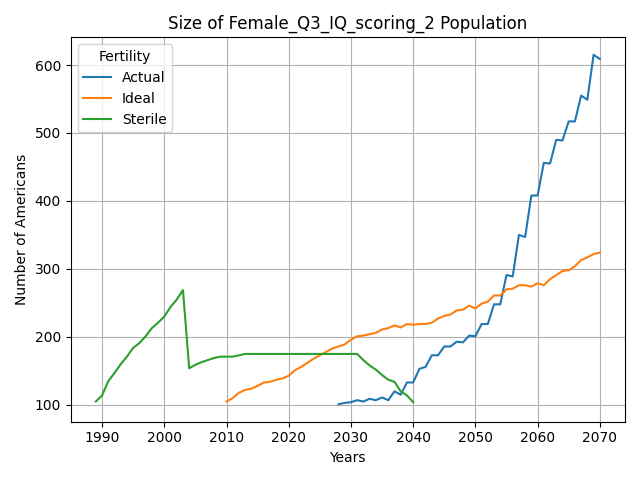 Size of Female_Q3_IQ_scoring_2 Population
Fertility
Actual
Ideal
Sterile
Number of Americans
600
500
400
300
200
100
1990 2000 2010 2020 2030 2040 2050 2060 2070
Years